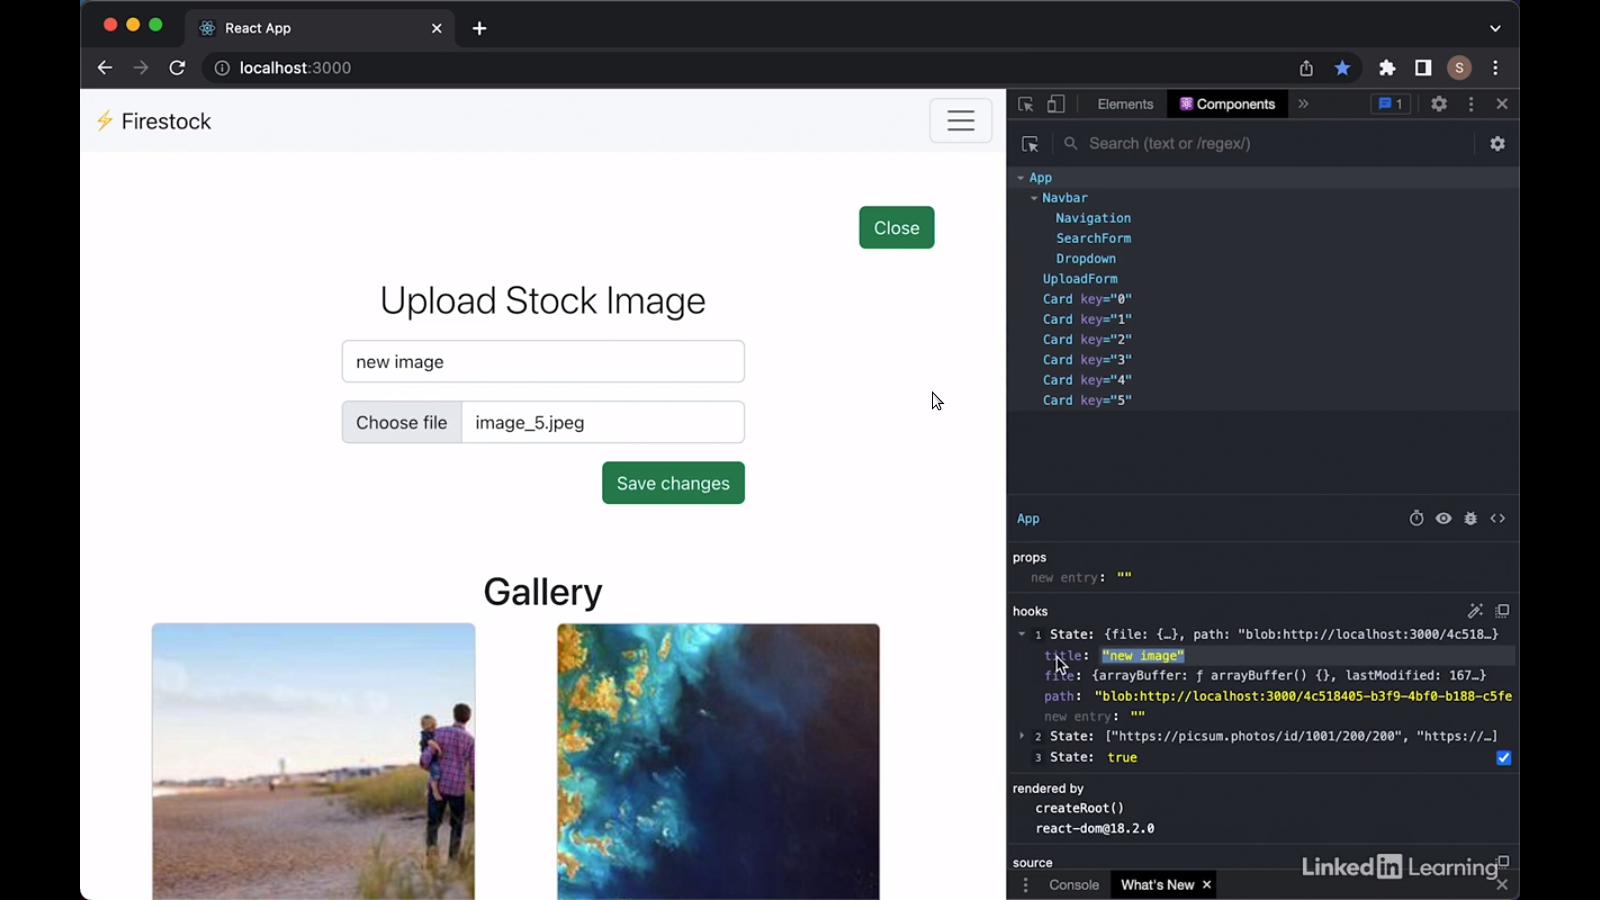 React App
localhost:3000
S
⚡ Firestock
Close
Upload Stock Image
new image
Choose file image_5.jpeg
Save changes
Gallery
Elements Components » 1
Search (text or /regex/)
App
Navbar
Navigation
SearchForm
Dropdown
UploadForm
Card key="0"
Card key="1"
Card key="2"
Card key="3"
Card key="4"
Card key="5"
App
props
new entry: ""
hooks
1 State: {file: {…}, path: "blob:http://localhost:3000/4c518…}
title: "new image"
file: {arrayBuffer: ƒ arrayBuffer() {}, lastModified: 167…}
path: "blob:http://localhost:3000/4c518405-b3f9-4bf0-b188-c5fe
new entry: ""
2 State: ["https://picsum.photos/id/1001/200/200", "https://…]
3 State: true
rendered by
createRoot()
react-dom@18.2.0
source
LinkedIn Learning
Console What's New